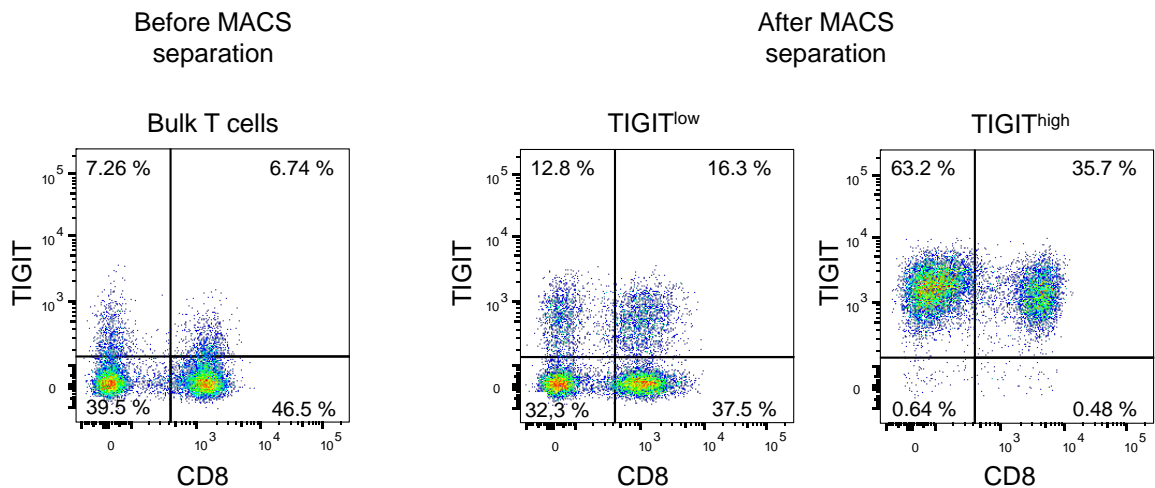 Before MACS
separation
After MACS
separation
Bulk T cells
TIGITlow
TIGIThigh
7.26 %
6.74 %
39.5 %
46.5 %
10 5
10 4
10 3
0
TIGIT
0
10 3
10 4
10 5
CD8
12.8 %
16.3 %
32,3 %
37.5 %
10 5
10 4
10 3
0
TIGIT
0
10 3
10 4
10 5
CD8
63.2 %
35.7 %
0.64 %
0.48 %
10 5
10 4
10 3
0
TIGIT
0
10 3
10 4
10 5
CD8